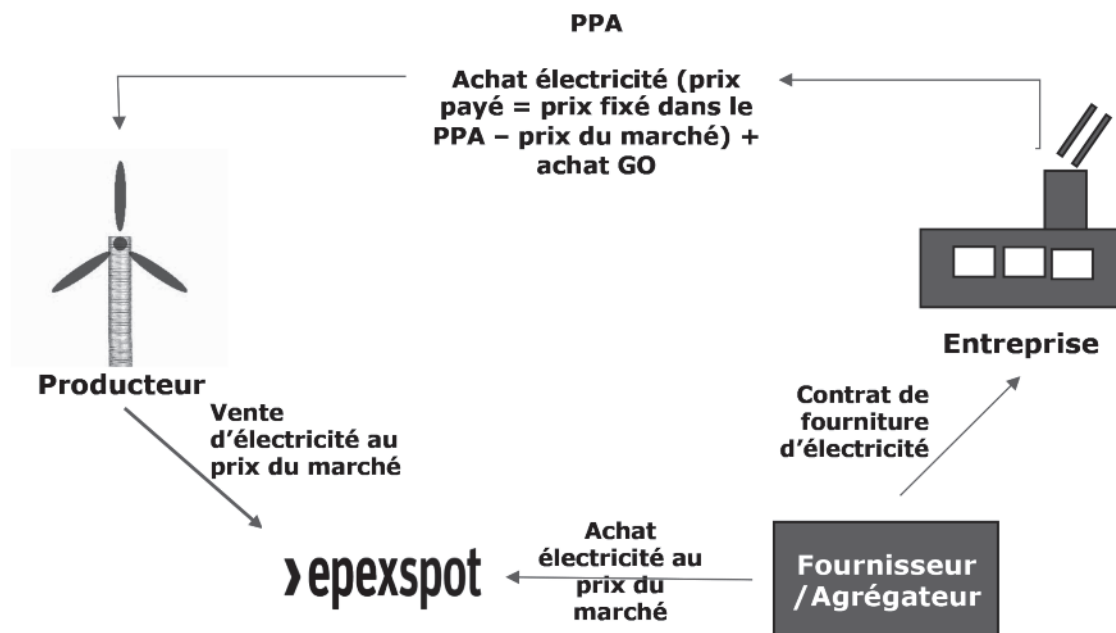 PPA
Achat électricité (prix
payé = prix fixé dans le
PPA – prix du marché) +
achat GO
Producteur
Entreprise
Vente
d'électricité au
prix du marché
Contrat de
fourniture
d'électricité
epexspot
Achat
électricité au
prix du
marché
Fournisseur
/Agrégateur